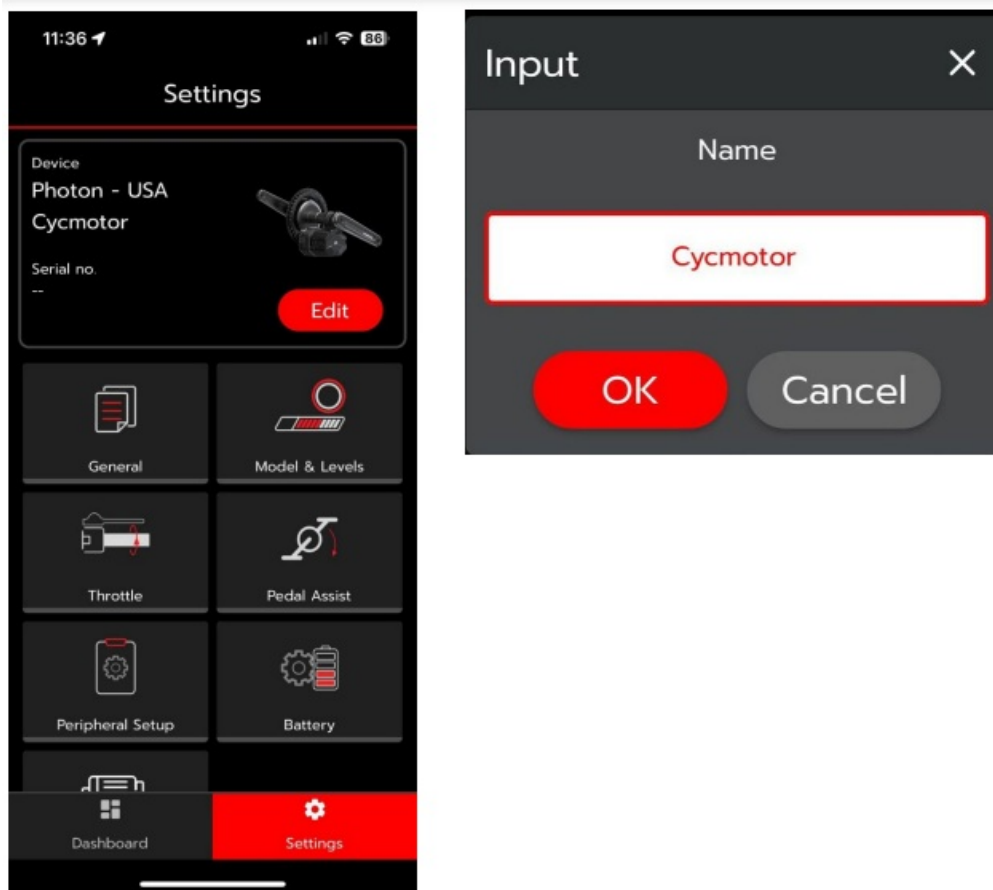 11:36
86
Settings
Device
Photon - USA
Cycmotor
Serial no.
--
Edit
General
Model & Levels
Throttle
Pedal Assist
Peripheral Setup
Battery
Dashboard
Settings
Input
Name
Cycmotor
OK
Cancel